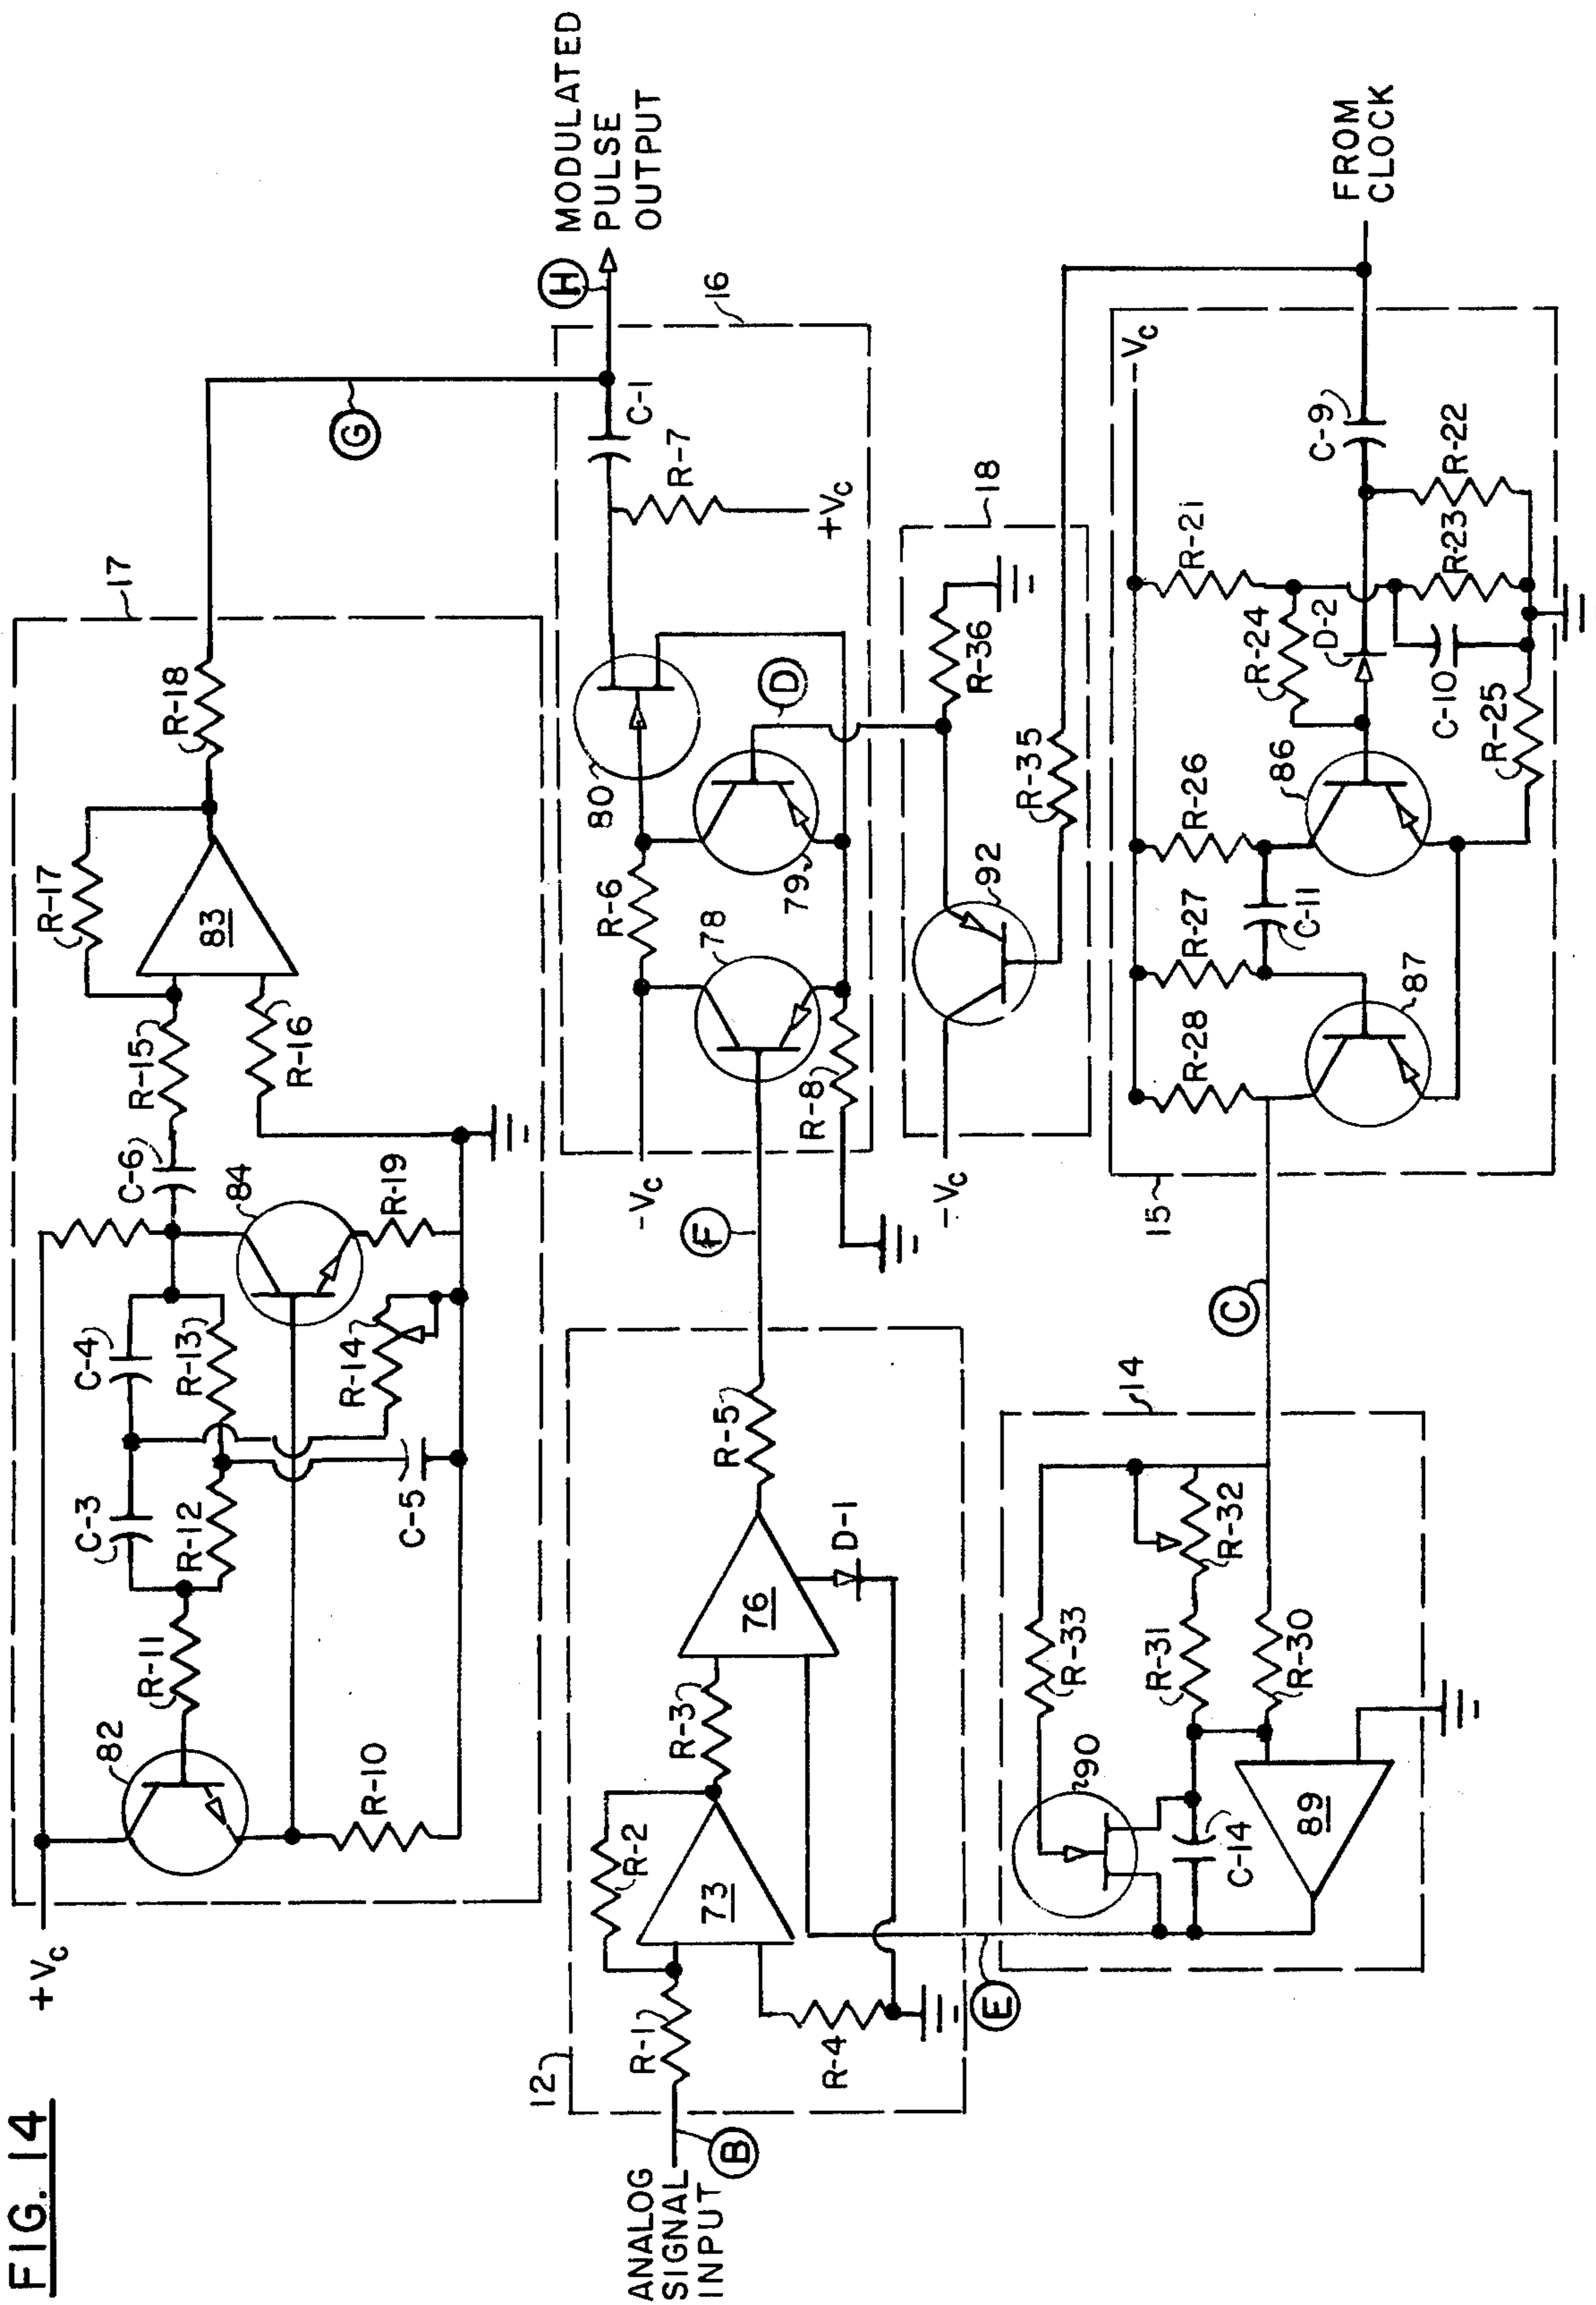 FIG. 14
+Vc
82
R-11
R-10
C-3
R-12
C-4
R-13
C-5
R-14
84
R-19
C-6
R-15
R-16
R-17
83
R-18
17
G
H
MODULATED
PULSE
OUTPUT
ANALOG
SIGNAL
INPUT
B
12
R-1
R-2
73
R-4
R-3
76
D-1
R-5
F
E
-Vc
R-6
78
R-8
79
80
D
C-1
R-7
+Vc
16
-Vc
92
R-35
R-36
18
14
90
R-33
R-31
R-32
R-30
C-14
89
C
15
R-28
R-27
R-26
C-11
87
86
R-25
R-24
D-2
C-10
R-21
R-23
R-22
C-9
-Vc
FROM
CLOCK